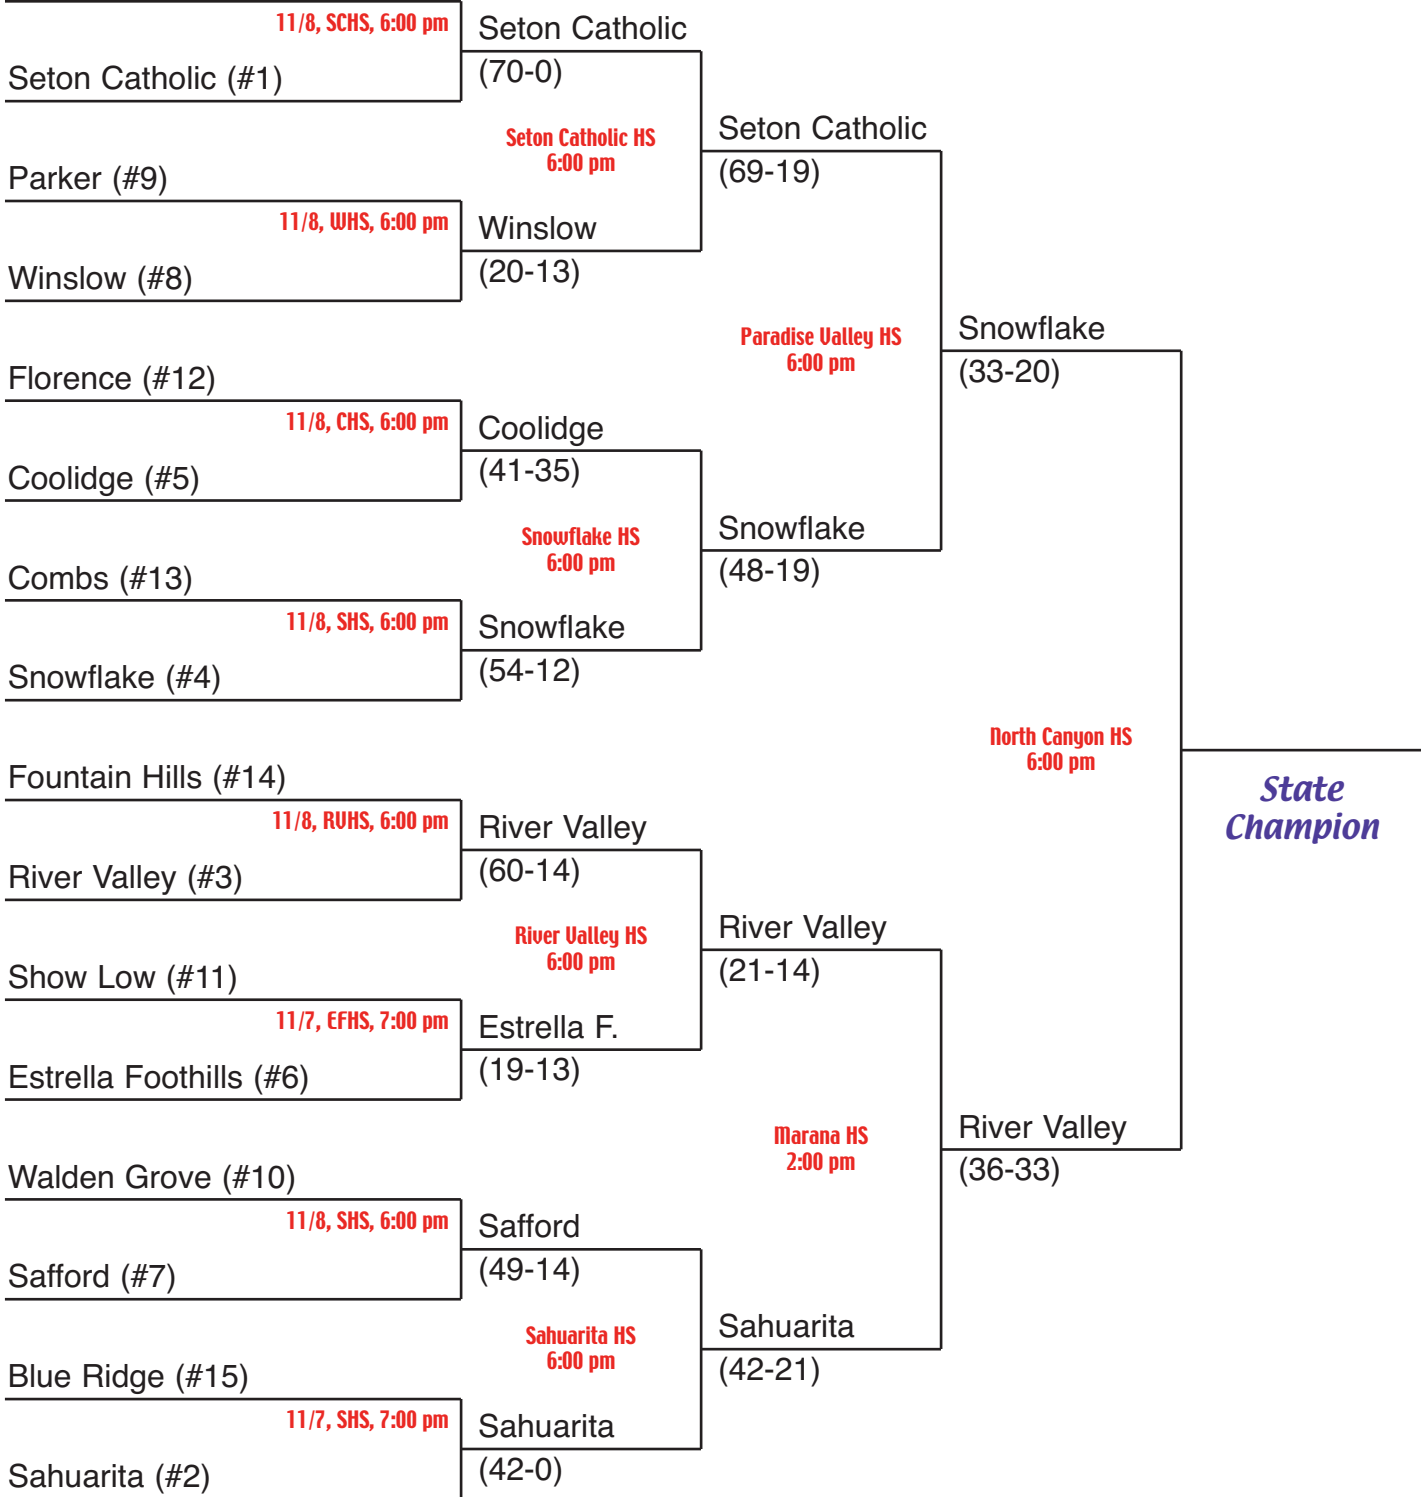 11/8, SCHS, 6:00 pm
Seton Catholic
Seton Catholic (#1)
(70-0)
Seton Catholic HS
6:00 pm
Seton Catholic
(69-19)
Parker (#9)
11/8, WHS, 6:00 pm
Winslow
Winslow (#8)
(20-13)
Paradise Valley HS
6:00 pm
Snowflake
(33-20)
Florence (#12)
11/8, CHS, 6:00 pm
Coolidge
Coolidge (#5)
(41-35)
Snowflake HS
6:00 pm
Snowflake
(48-19)
Combs (#13)
11/8, SHS, 6:00 pm
Snowflake
Snowflake (#4)
(54-12)
North Canyon HS
6:00 pm
State
Champion
Fountain Hills (#14)
11/8, RVHS, 6:00 pm
River Valley
River Valley (#3)
(60-14)
River Valley HS
6:00 pm
River Valley
(21-14)
Show Low (#11)
11/7, EFHS, 7:00 pm
Estrella F.
Estrella Foothills (#6)
(19-13)
Marana HS
2:00 pm
River Valley
(36-33)
Walden Grove (#10)
11/8, SHS, 6:00 pm
Safford
Safford (#7)
(49-14)
Sahuarita HS
6:00 pm
Sahuarita
(42-21)
Blue Ridge (#15)
11/7, SHS, 7:00 pm
Sahuarita
Sahuarita (#2)
(42-0)